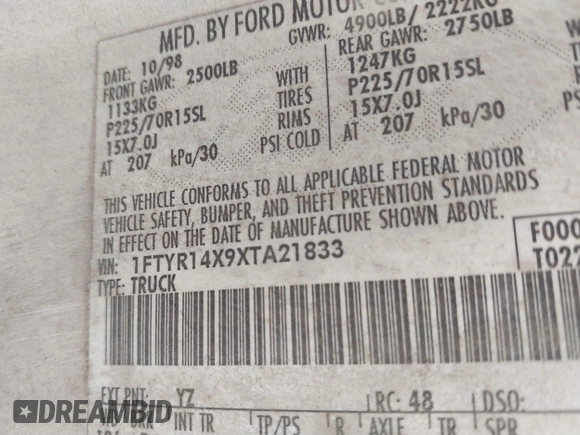 MFD. BY FORD MOTOR
DATE: 10/98 GVWR: 4900LB/ 2222KG
FRONT GAWR: 2500LB REAR GAWR: 2750LB
1133KG WITH 1247KG
P225/70R15SL TIRES P225/70R15SL
15X7.0J RIMS 15X7.0J
AT 207 kPa/30 PSI COLD AT 207 kPa/30
THIS VEHICLE CONFORMS TO ALL APPLICABLE FEDERAL MOTOR
VEHICLE SAFETY, BUMPER, AND THEFT PREVENTION STANDARDS
IN EFFECT ON THE DATE OF MANUFACTURE SHOWN ABOVE.
VIN: 1FTYR14X9XTA21833 F000
TYPE: TRUCK T022
EXT PNT: YZ RC: 48 DSO:
BRK INT TR TP/PS R AXLE TR SPR
DREAMBID